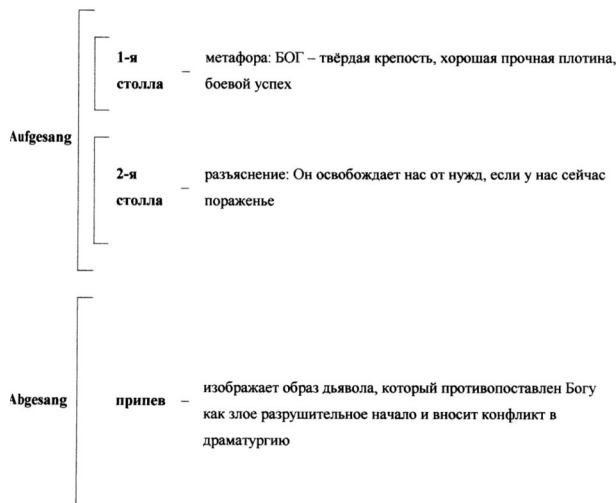 1-я – метафора: БОГ – твёрдая крепость, хорошая прочная плотина,
столла боевой успех
Aufgesang
2-я – разъяснение: Он освобождает нас от нужд, если у нас сейчас
столла пораженье
изображает образ дьявола, который противопоставлен Богу
Abgesang припев – как злое разрушительное начало и вносит конфликт в
драматургию